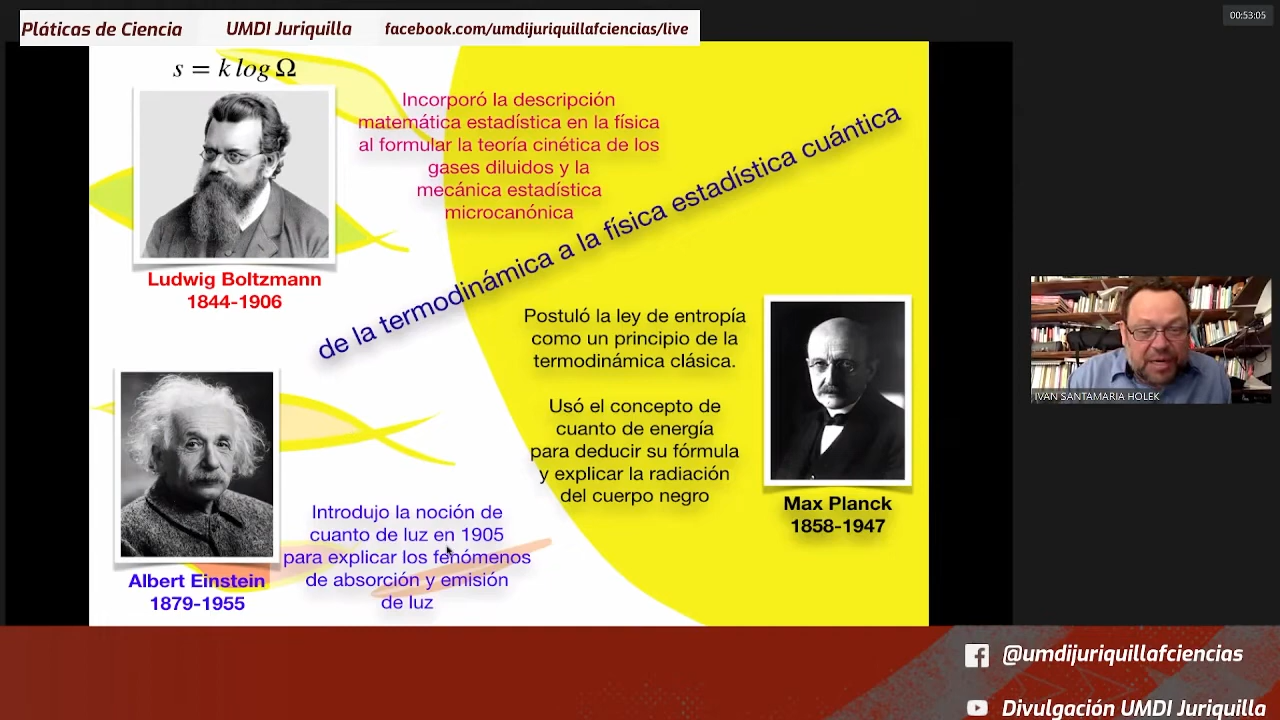 Pláticas de Ciencia
UMDI Juriquilla
facebook.com/umdijuriquillafciencias/live
00:53:05
s = k log Ω
Incorporó la descripción
matemática estadística en la física
al formular la teoría cinética de los
gases diluidos y la
mecánica estadística
microcanónica
Ludwig Boltzmann
1844-1906
de la termodinámica a la física estadística cuántica
Postuló la ley de entropía
como un principio de la
termodinámica clásica.
Usó el concepto de
cuanto de energía
para deducir su fórmula
y explicar la radiación
del cuerpo negro
Max Planck
1858-1947
IVAN SANTAMARIA HOLEK
Introdujo la noción de
cuanto de luz en 1905
para explicar los fenómenos
de absorción y emisión
de luz
Albert Einstein
1879-1955
@umdijuriquillafciencias
Divulgación UMDI Juriquilla